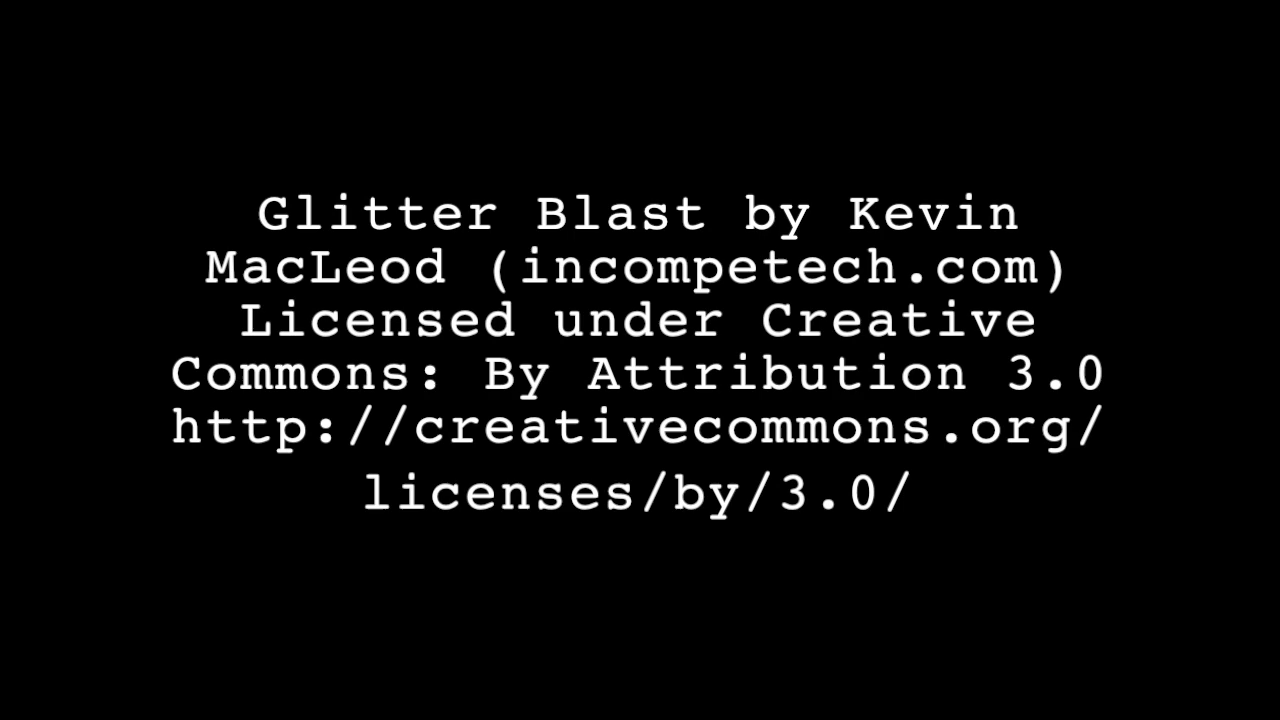 Glitter Blast by Kevin
MacLeod (incompetech.com)
Licensed under Creative
Commons: By Attribution 3.0
http://creativecommons.org/
licenses/by/3.0/